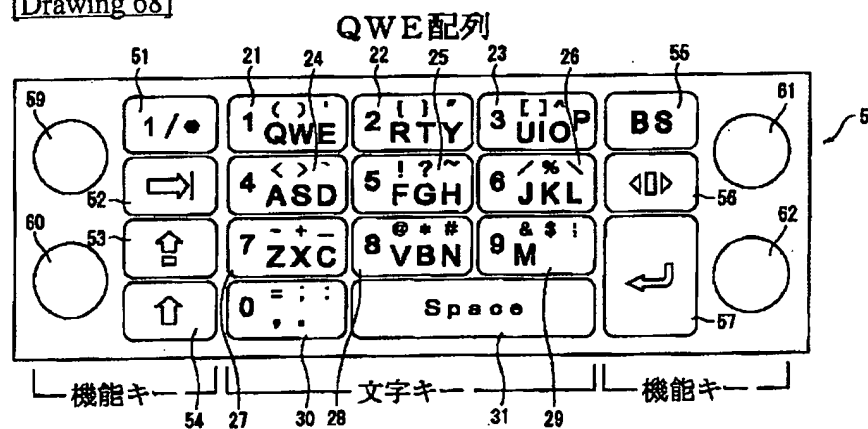 [Drawing 68]
QWE配列
51 21 24 22 25 23 26 55
59 61 5
1/● 1 ( ) ' QWE 2 { } " RTY 3 [ ] ^ UIOP BS
52 4 < > ` ASD 5 ! ? ~ FGH 6 / % \ JKL 56
60 53 62
7 - + _ ZXC 8 @ * # VBN 9 & $ ¦ M
0 = ; : , . Space 57
機能キー 文字キー 機能キー
54 27 30 28 31 29